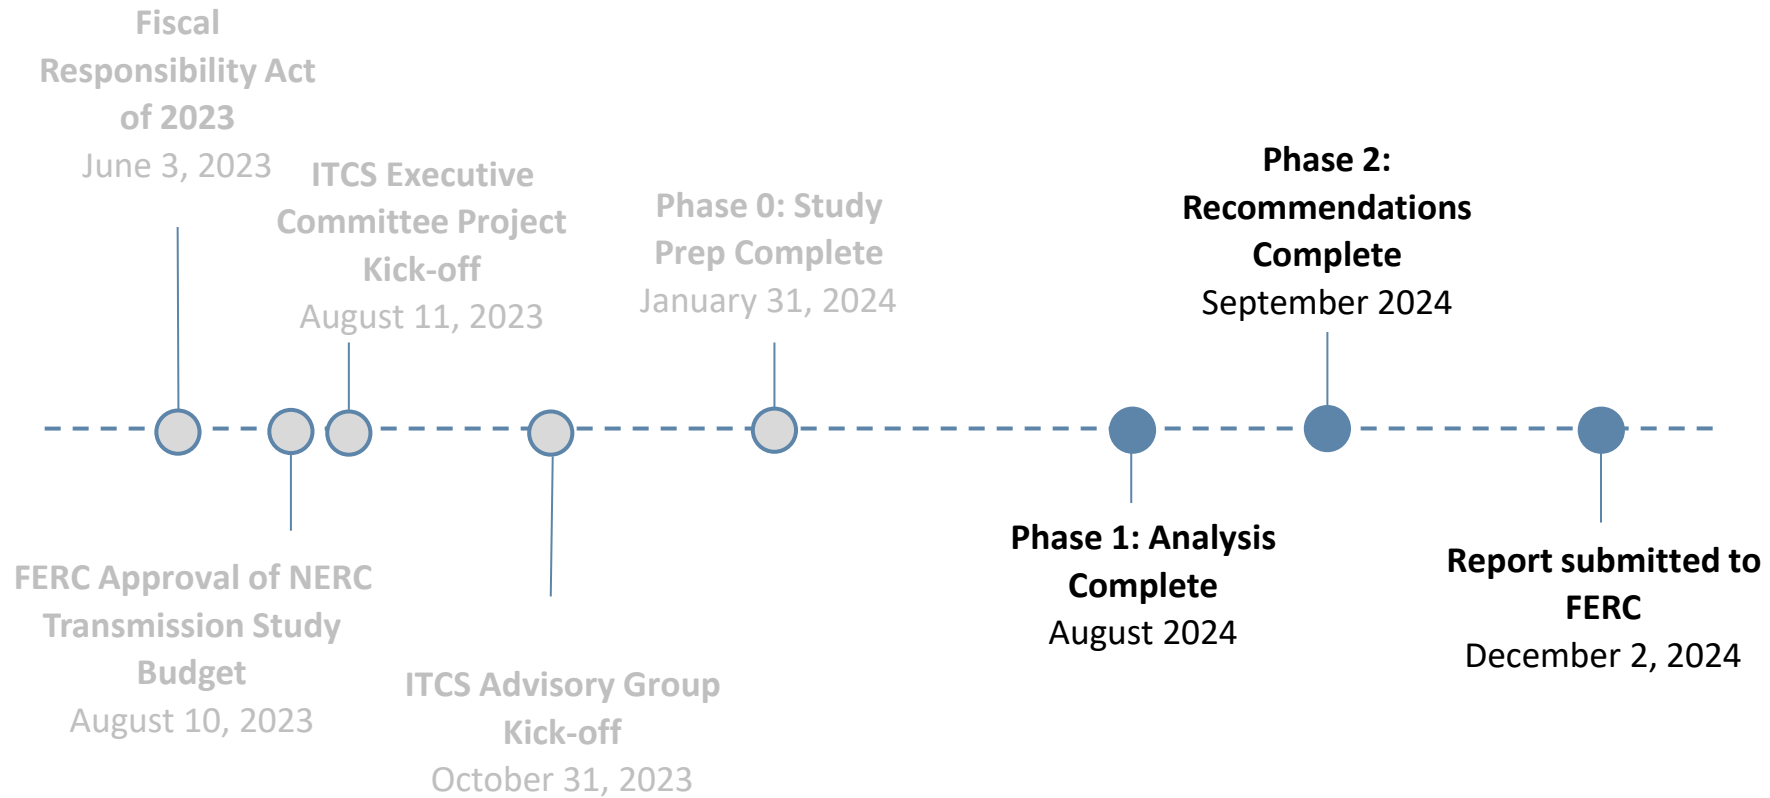 Fiscal
Responsibility Act
of 2023
June 3, 2023
ITCS Executive
Committee Project
Kick-off
August 11, 2023
Phase 0: Study
Prep Complete
January 31, 2024
Phase 2:
Recommendations
Complete
September 2024
FERC Approval of NERC
Transmission Study
Budget
August 10, 2023
ITCS Advisory Group
Kick-off
October 31, 2023
Phase 1: Analysis
Complete
August 2024
Report submitted to
FERC
December 2, 2024